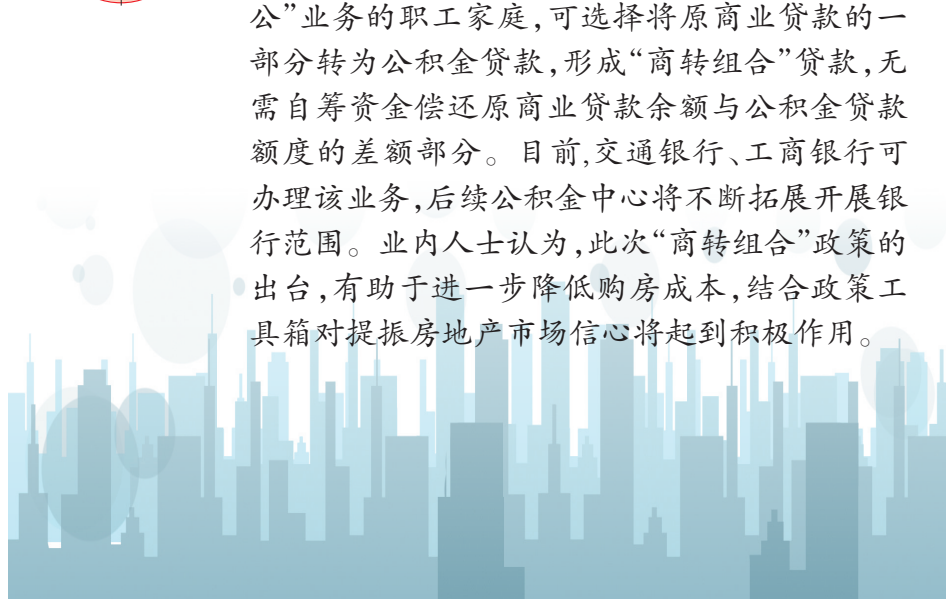 公”业务的职工家庭,可选择将原商业贷款的一
部分转为公积金贷款,形成“商转组合”贷款,无
需自筹资金偿还原商业贷款余额与公积金贷款
额度的差额部分。目前,交通银行、工商银行可
办理该业务,后续公积金中心将不断拓展开展银
行范围。业内人士认为,此次“商转组合”政策的
出台,有助于进一步降低购房成本,结合政策工
具箱对提振房地产市场信心将起到积极作用。